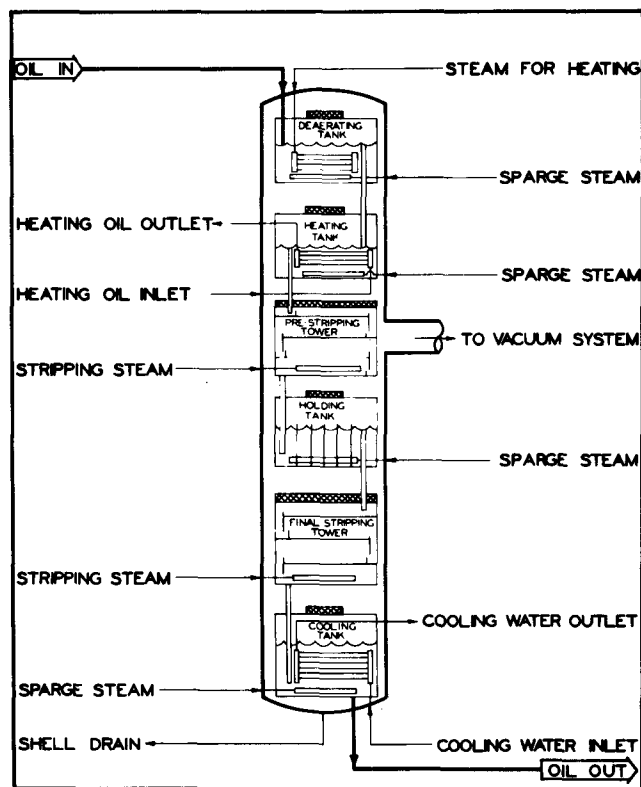 OIL IN
STEAM FOR HEATING
DEAERATING
TANK
SPARGE STEAM
HEATING OIL OUTLET
HEATING
TANK
SPARGE STEAM
HEATING OIL INLET
PRE-STRIPPING
TOWER
TO VACUUM SYSTEM
STRIPPING STEAM
HOLDING
TANK
SPARGE STEAM
FINAL STRIPPING
TOWER
STRIPPING STEAM
COOLING WATER OUTLET
COOLING
TANK
SPARGE STEAM
SHELL DRAIN
COOLING WATER INLET
OIL OUT